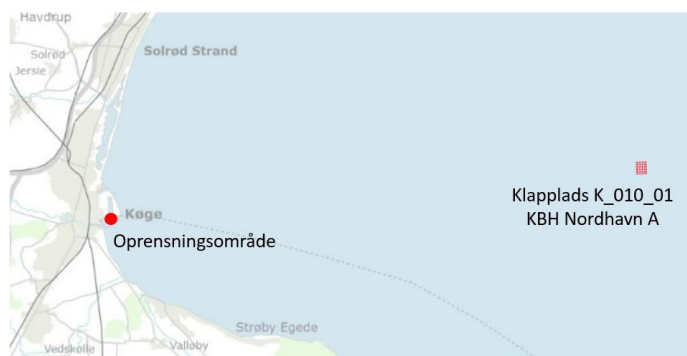 Havdrup
Solrød
Jersie
Solrød Strand
Klapplads K_010_01
KBH Nordhavn A
Køge
Oprensningsområde
Strøby Egede
Valløby
Vedskølle